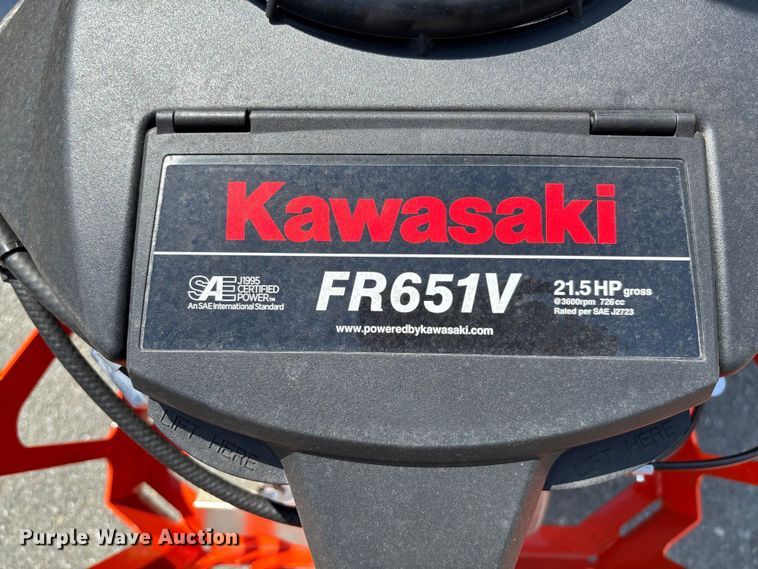 Kawasaki
SAE J1995 CERTIFIED POWER™
An SAE International Standard
FR651V
21.5 HP gross
@3600rpm 726cc
Rated per SAE J2723
www.poweredbykawasaki.com
LIFT HERE
LIFT HERE
Purple Wave Auction